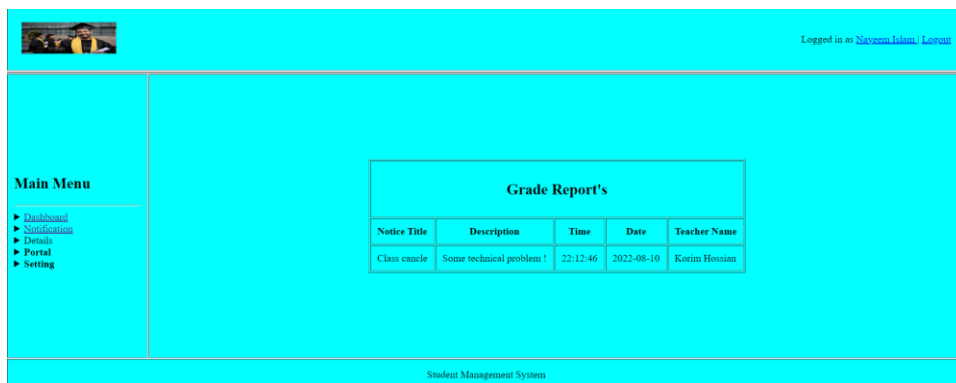 Logged in as Nayeem Islam | Logout
Main Menu
Dashboard
Notification
Details
Portal
Setting
Grade Report's
Notice Title Description Time Date Teacher Name
Class cancle Some technical problem ! 22:12:46 2022-08-10 Korim Hossian
Student Management System